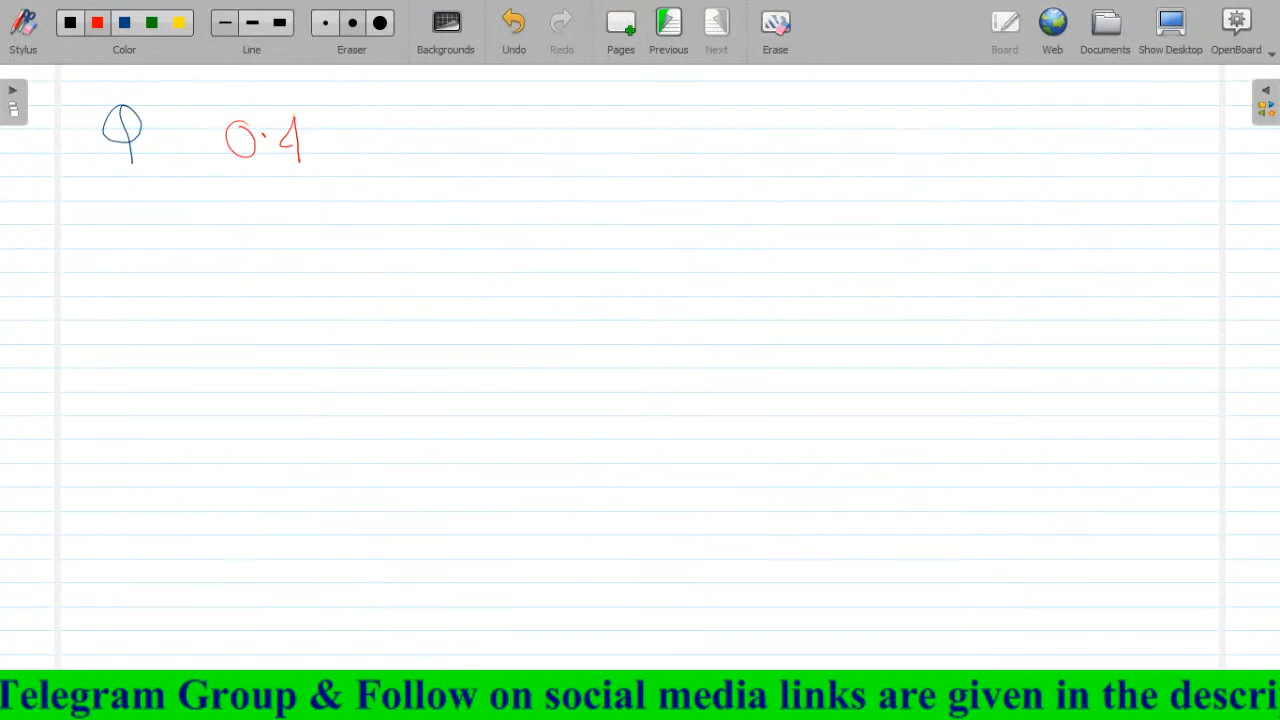 Stylus Color Line Eraser Backgrounds Undo Redo Pages Previous Next Erase Board Web Documents Show Desktop OpenBoard
Q 0.4
Telegram Group & Follow on social media links are given in the descri